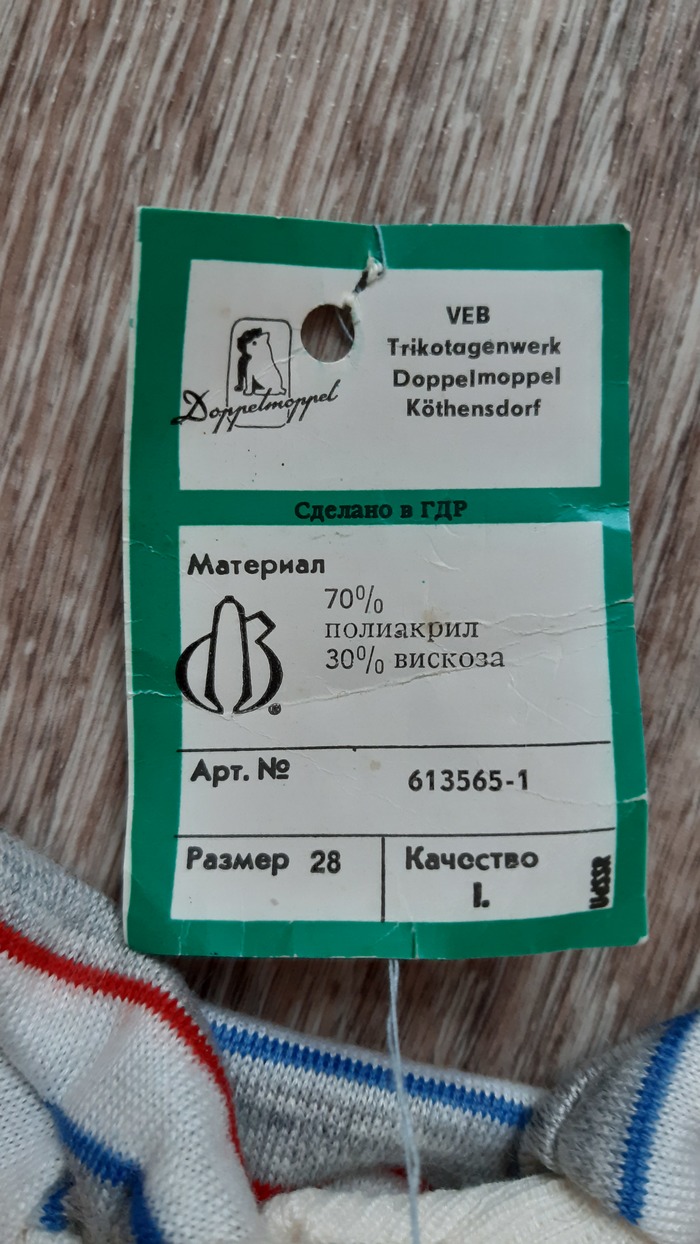 Doppelmoppel
VEB
Trikotagenwerk
Doppelmoppel
Köthensdorf
Сделано в ГДР
Материал
70%
полиакрил
30% вискоза
®
Арт. №
613565-1
Размер 28
Качество
I.
UdSSR